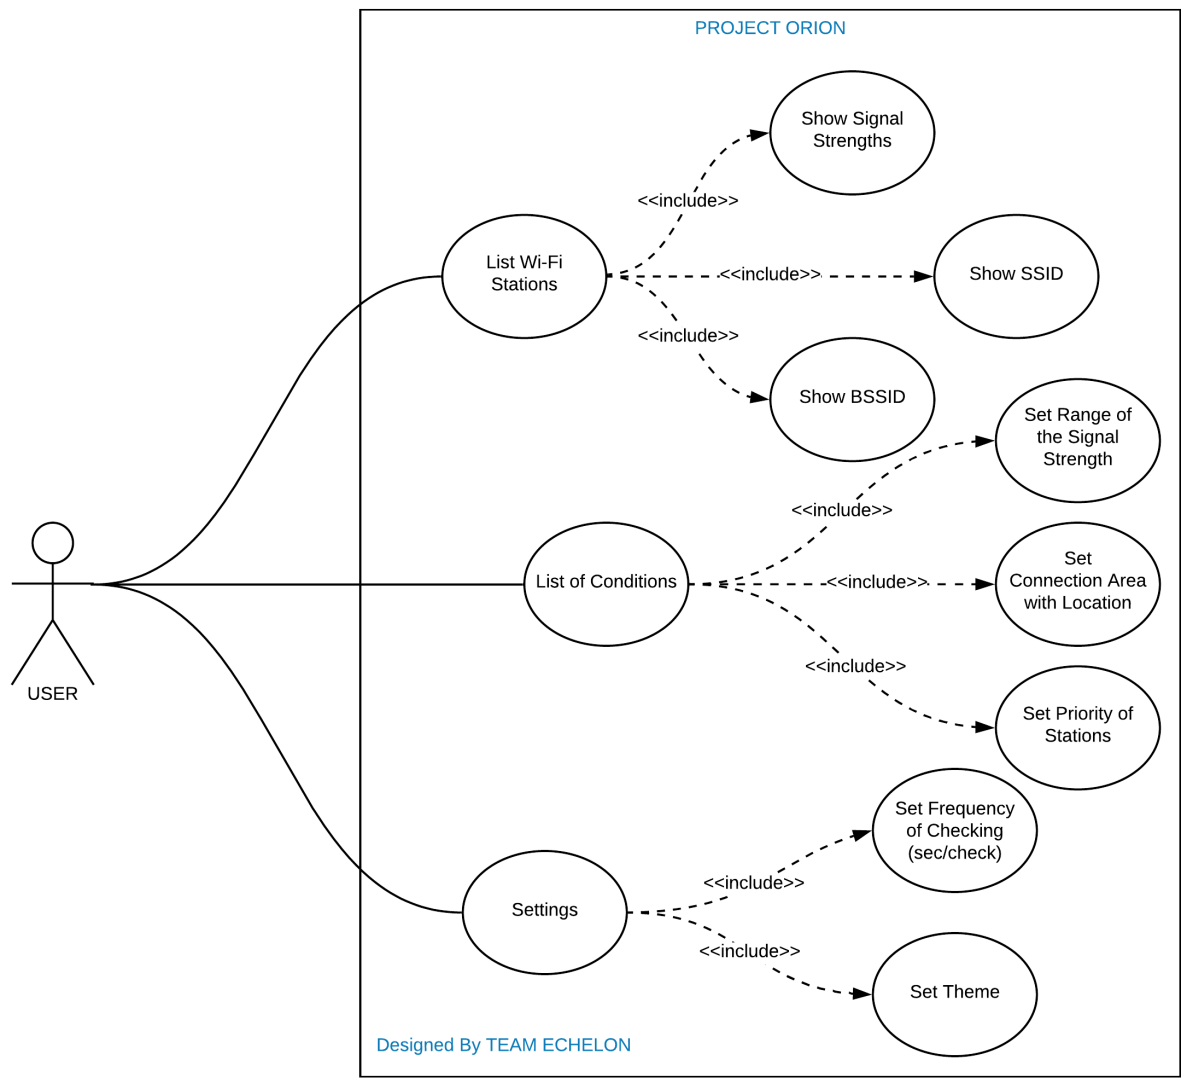 PROJECT ORION
Show Signal
Strengths
<<include>>
List Wi-Fi
Stations
<<include>>
Show SSID
<<include>>
Show BSSID
Set Range of
the Signal
Strength
<<include>>
List of Conditions
<<include>>
Set
Connection Area
with Location
<<include>>
USER
Set Priority of
Stations
Set Frequency
of Checking
(sec/check)
<<include>>
Settings
<<include>>
Set Theme
Designed By TEAM ECHELON